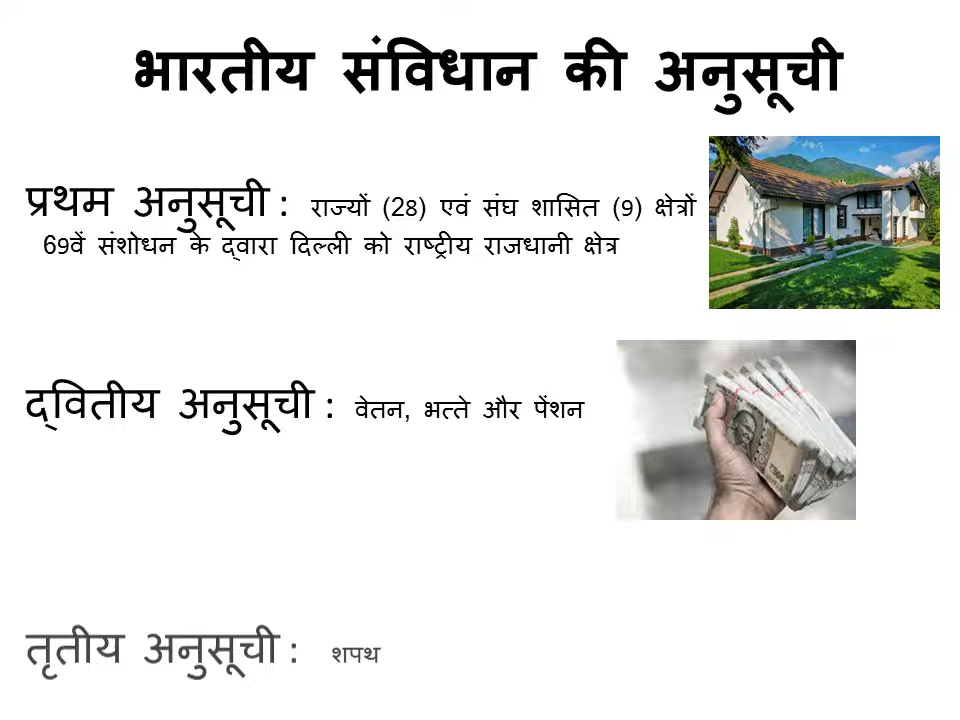 भारतीय संविधान की अनुसूची
प्रथम अनुसूची : राज्यों (28) एवं संघ शासित (9) क्षेत्रों
69वें संशोधन के द्वारा दिल्ली को राष्ट्रीय राजधानी क्षेत्र
द्वितीय अनुसूची : वेतन, भत्ते और पेंशन
तृतीय अनुसूची : शपथ